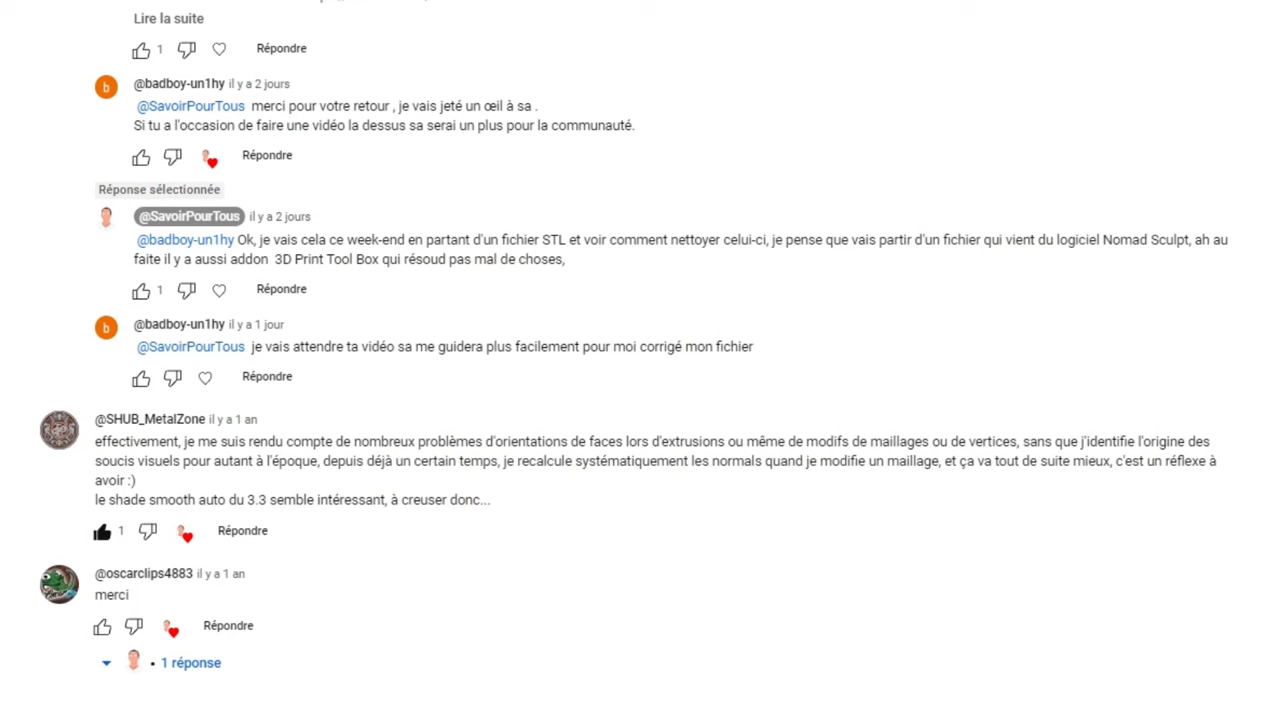 Lire la suite
1 Répondre
@badboy-un1hy il y a 2 jours
@SavoirPourTous merci pour votre retour , je vais jeté un œil à sa .
Si tu a l'occasion de faire une vidéo la dessus sa serai un plus pour la communauté.
Répondre
Réponse sélectionnée
@SavoirPourTous il y a 2 jours
@badboy-un1hy Ok, je vais cela ce week-end en partant d'un fichier STL et voir comment nettoyer celui-ci, je pense que vais partir d'un fichier qui vient du logiciel Nomad Sculpt, ah au
faite il y a aussi addon 3D Print Tool Box qui résoud pas mal de choses,
1 Répondre
@badboy-un1hy il y a 1 jour
@SavoirPourTous je vais attendre ta vidéo sa me guidera plus facilement pour moi corrigé mon fichier
Répondre
@SHUB_MetalZone il y a 1 an
effectivement, je me suis rendu compte de nombreux problèmes d'orientations de faces lors d'extrusions ou même de modifs de maillages ou de vertices, sans que j'identifie l'origine des
soucis visuels pour autant à l'époque, depuis déjà un certain temps, je recalcule systématiquement les normals quand je modifie un maillage, et ça va tout de suite mieux, c'est un réflexe à
avoir :)
le shade smooth auto du 3.3 semble intéressant, à creuser donc...
1 Répondre
@oscarclips4883 il y a 1 an
merci
Répondre
• 1 réponse